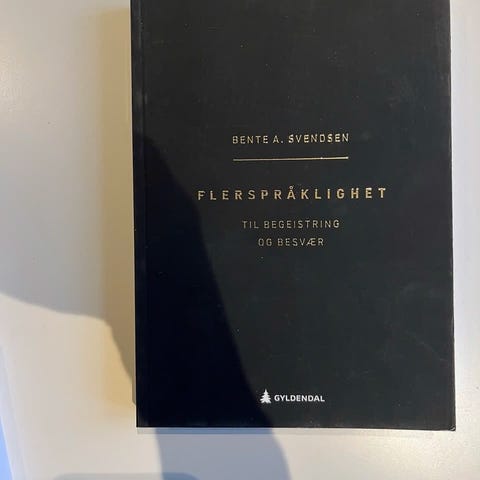 BENTE A. SVENDSEN
FLERSPRÅKLIGHET
TIL BEGEISTRING
OG BESVÆR
GYLDENDAL